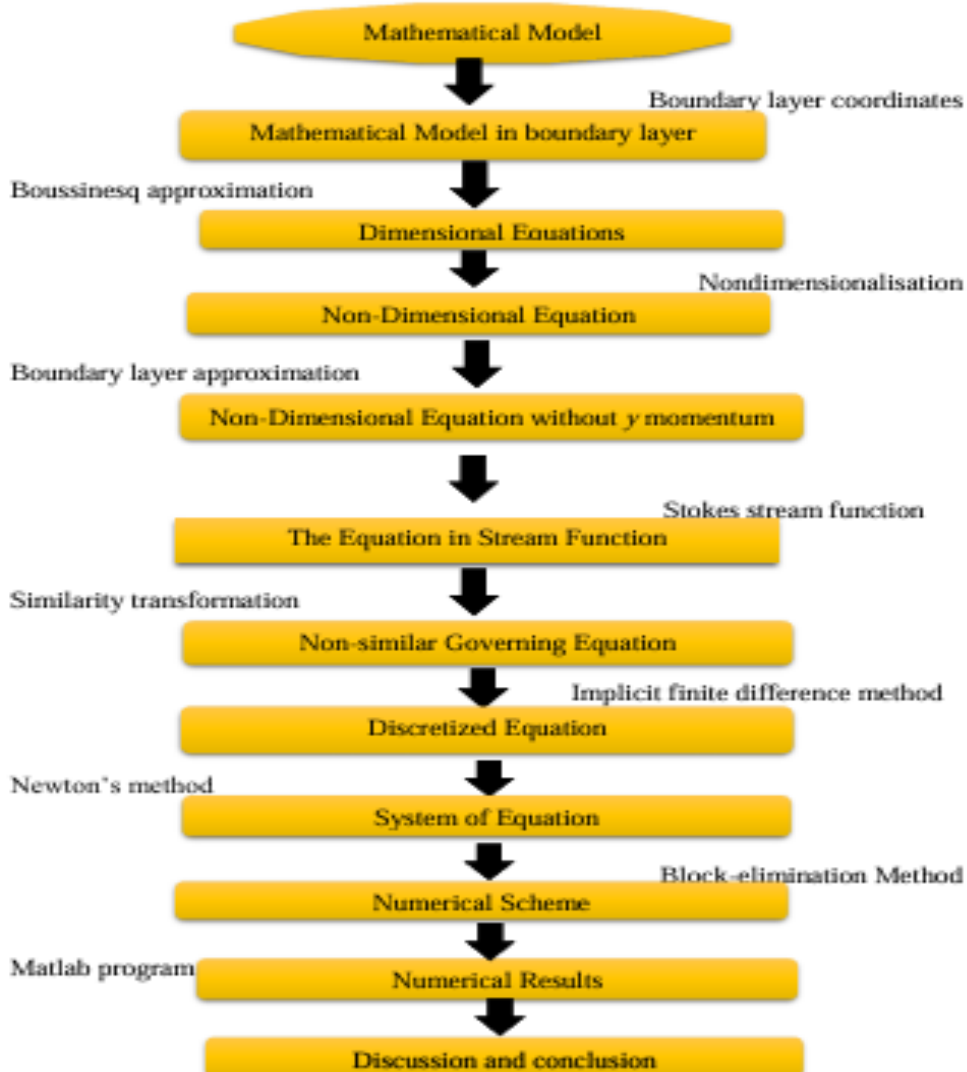 Mathematical Model
Boundary layer coordinates
Mathematical Model in boundary layer
Boussinesq approximation
Dimensional Equations
Nondimensionalisation
Non-Dimensional Equation
Boundary layer approximation
Non-Dimensional Equation without y momentum
Stokes stream function
The Equation in Stream Function
Similarity transformation
Non-similar Governing Equation
Implicit finite difference method
Discretized Equation
Newton's method
System of Equation
Block-elimination Method
Numerical Scheme
Matlab program
Numerical Results
Discussion and conclusion